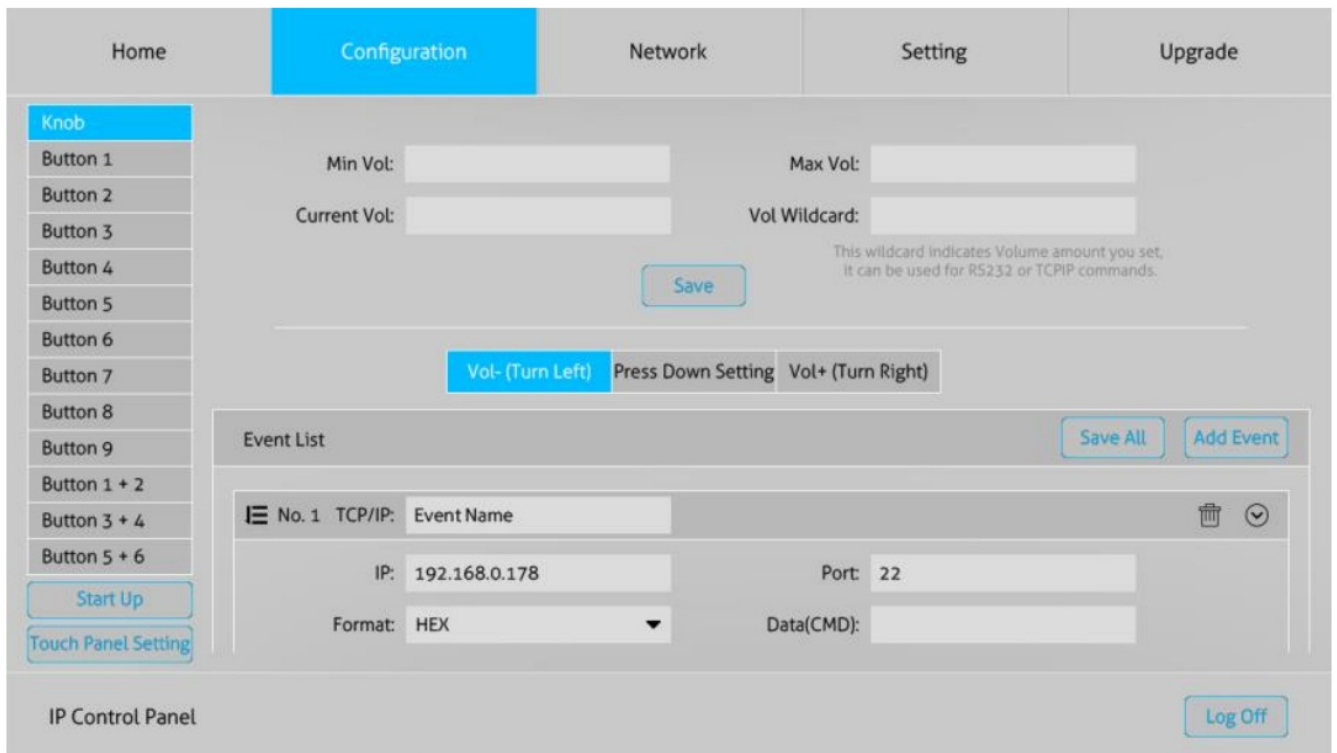 Home Configuration Network Setting Upgrade
Knob
Button 1
Button 2
Button 3
Button 4
Button 5
Button 6
Button 7
Button 8
Button 9
Button 1 + 2
Button 3 + 4
Button 5 + 6
Start Up
Touch Panel Setting
Min Vol: Max Vol:
Current Vol: Vol Wildcard:
This wildcard indicates Volume amount you set,
it can be used for RS232 or TCPIP commands.
Save
Vol- (Turn Left) Press Down Setting Vol+ (Turn Right)
Event List Save All Add Event
No. 1 TCP/IP: Event Name
IP: 192.168.0.178 Port: 22
Format: HEX Data(CMD):
IP Control Panel Log Off